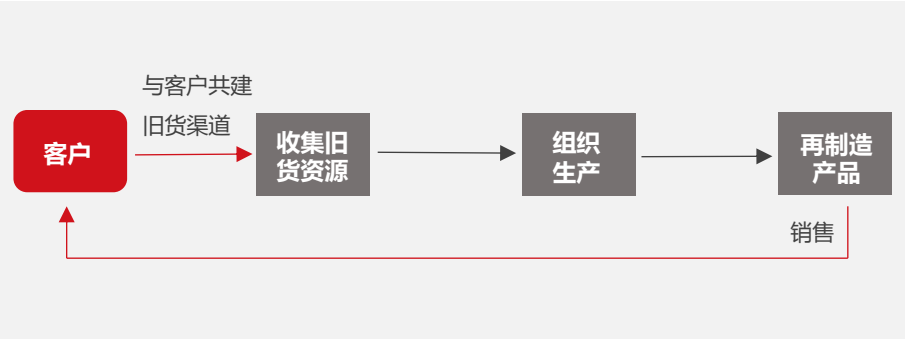 与客户共建
旧货渠道
客户
收集旧
货资源
组织
生产
再制造
产品
销售